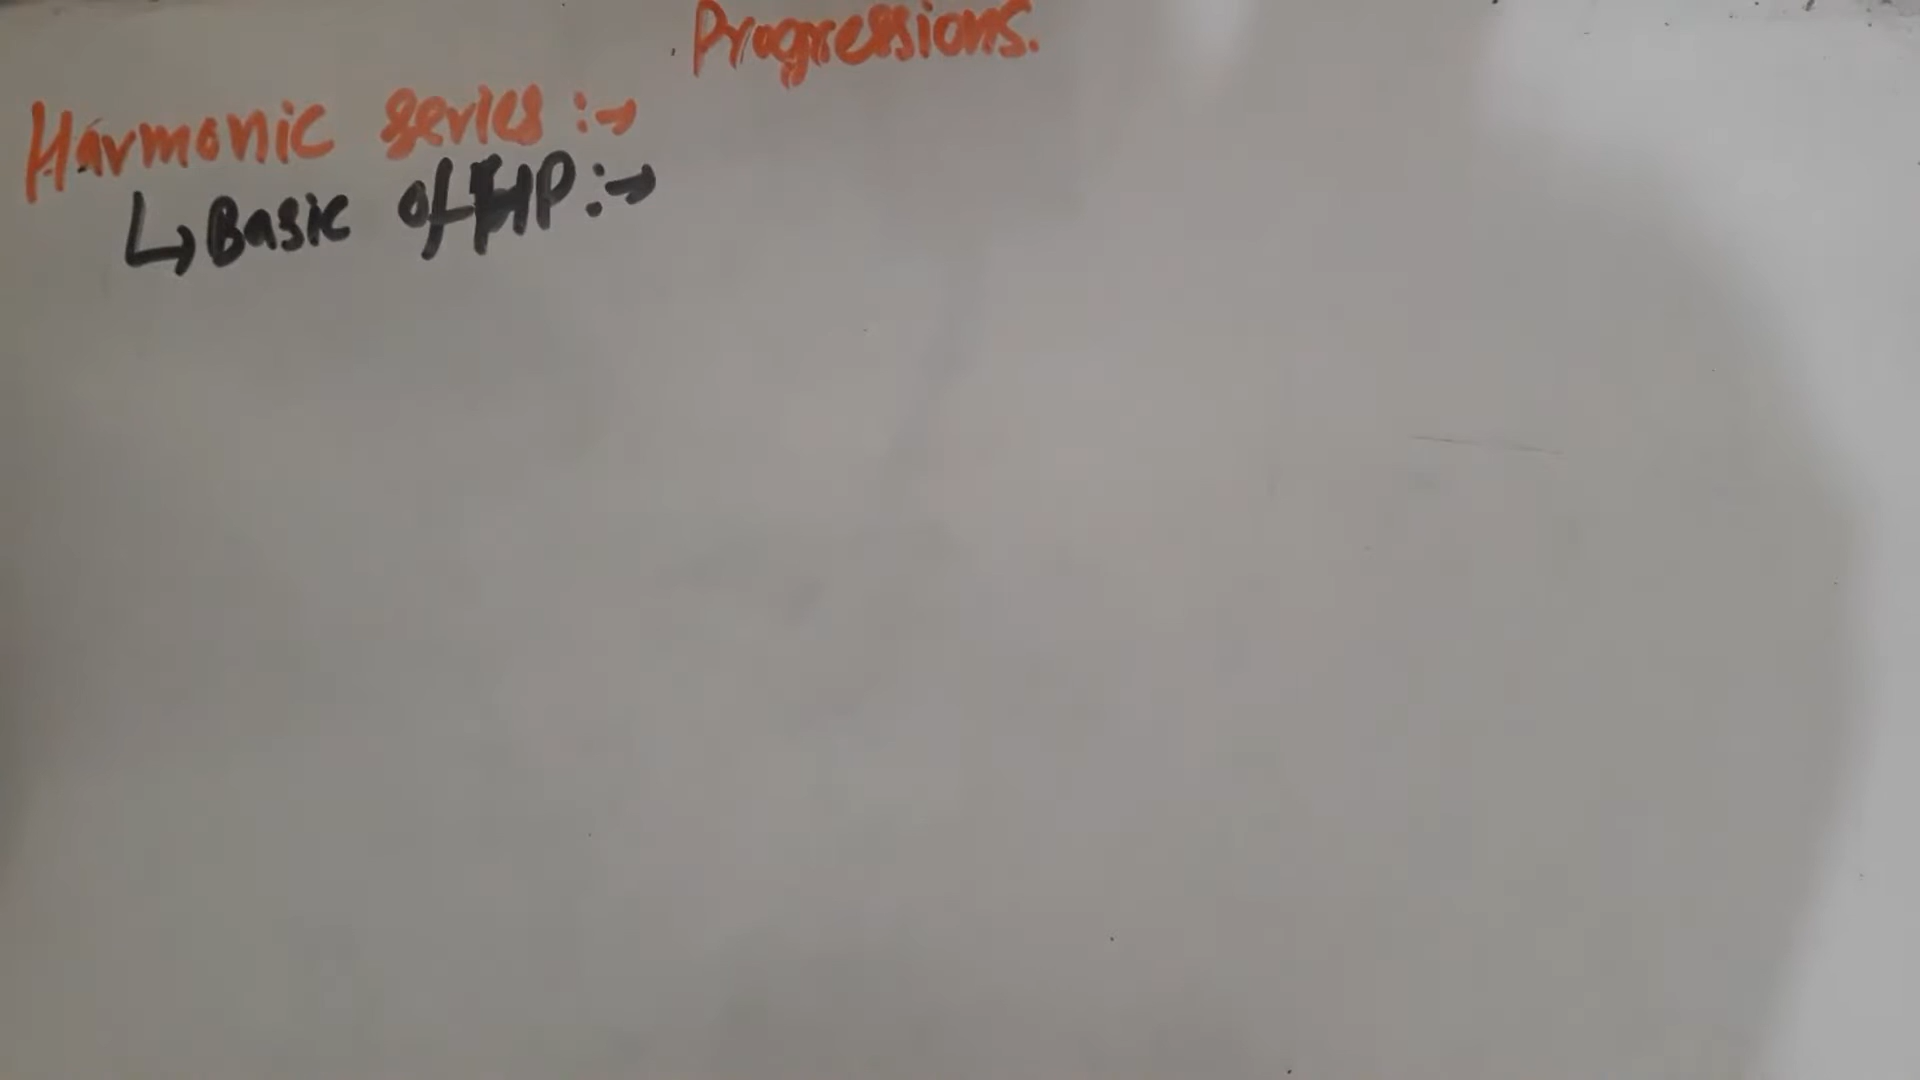 Progressions.
Harmonic series :→
↳ Basic of HP :→